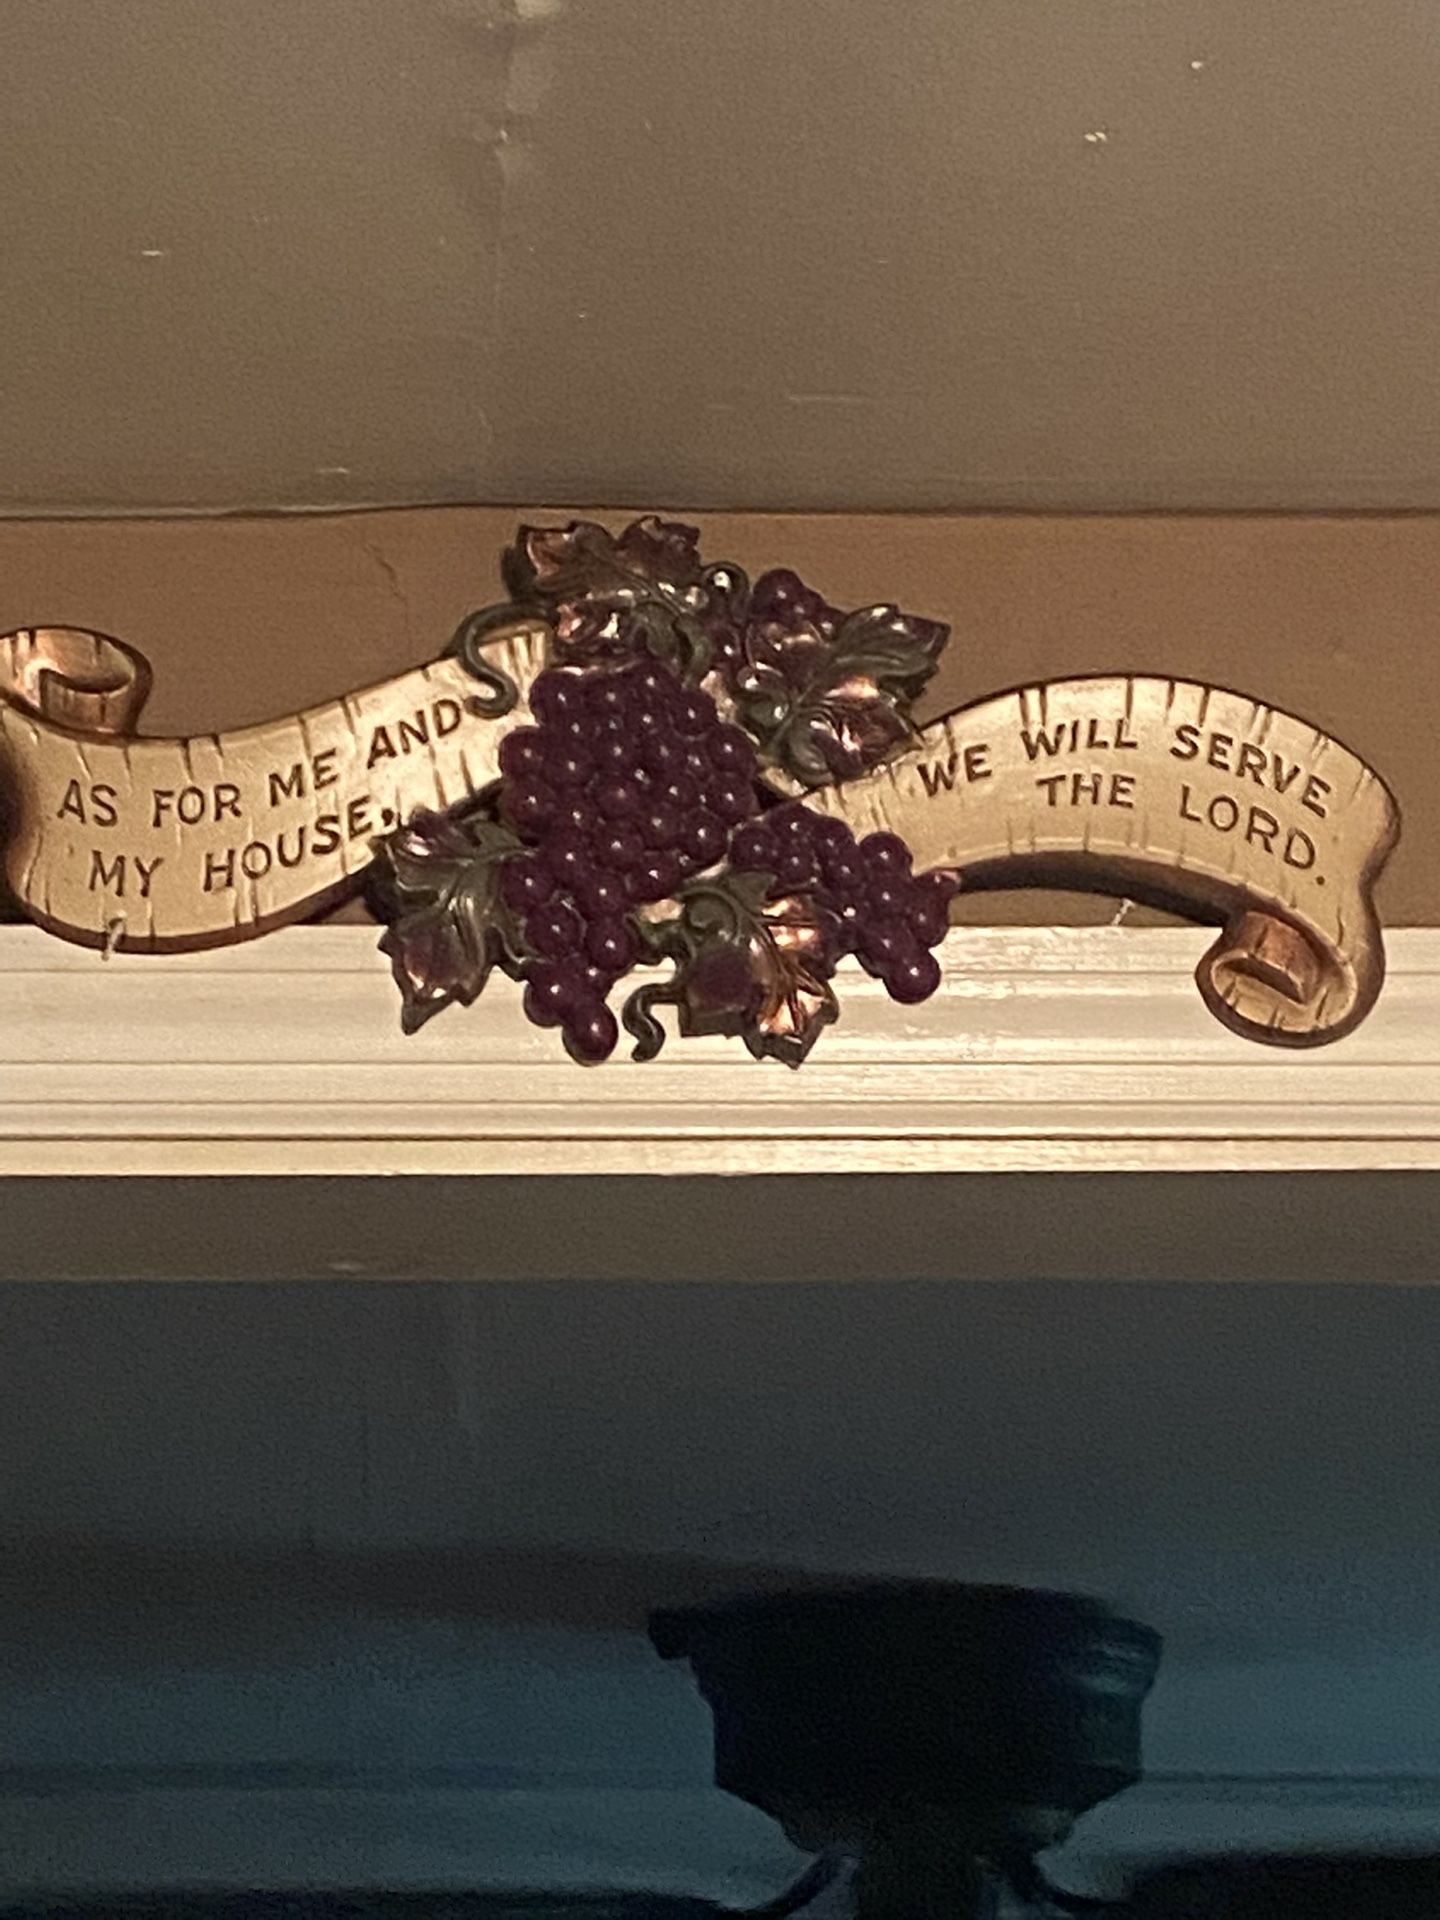 AS FOR ME AND
MY HOUSE,
WE WILL SERVE
THE LORD.